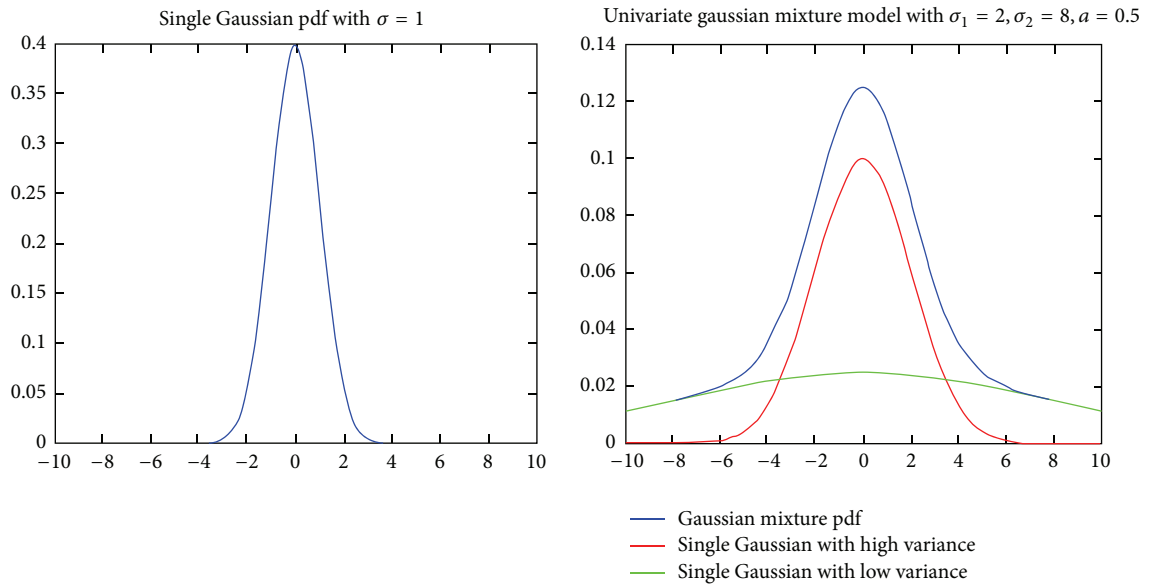 Single Gaussian pdf with σ = 1
0.4
0.35
0.3
0.25
0.2
0.15
0.1
0.05
0
−10 −8 −6 −4 −2 0 2 4 6 8 10
Univariate gaussian mixture model with σ₁ = 2, σ₂ = 8, a = 0.5
0.14
0.12
0.1
0.08
0.06
0.04
0.02
0
−10 −8 −6 −4 −2 0 2 4 6 8 10
Gaussian mixture pdf
Single Gaussian with high variance
Single Gaussian with low variance